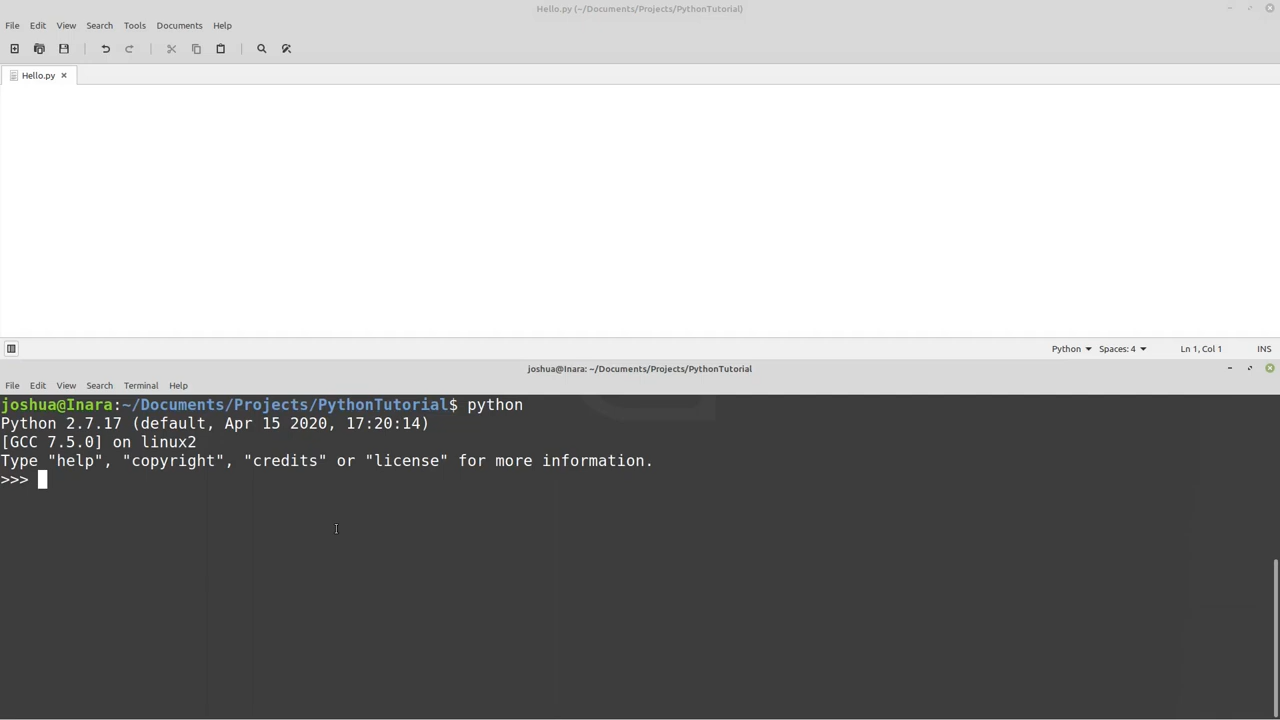 Hello.py (~/Documents/Projects/PythonTutorial)
File Edit View Search Tools Documents Help
Hello.py
Python Spaces: 4 Ln 1, Col 1 INS
joshua@Inara: ~/Documents/Projects/PythonTutorial
File Edit View Search Terminal Help
joshua@Inara:~/Documents/Projects/PythonTutorial$ python
Python 2.7.17 (default, Apr 15 2020, 17:20:14)
[GCC 7.5.0] on linux2
Type "help", "copyright", "credits" or "license" for more information.
>>>